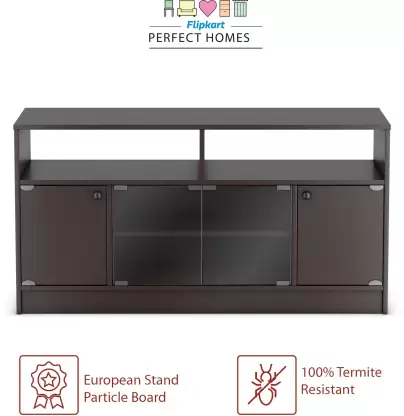 Flipkart
PERFECT HOMES
European Stand
Particle Board
100% Termite
Resistant